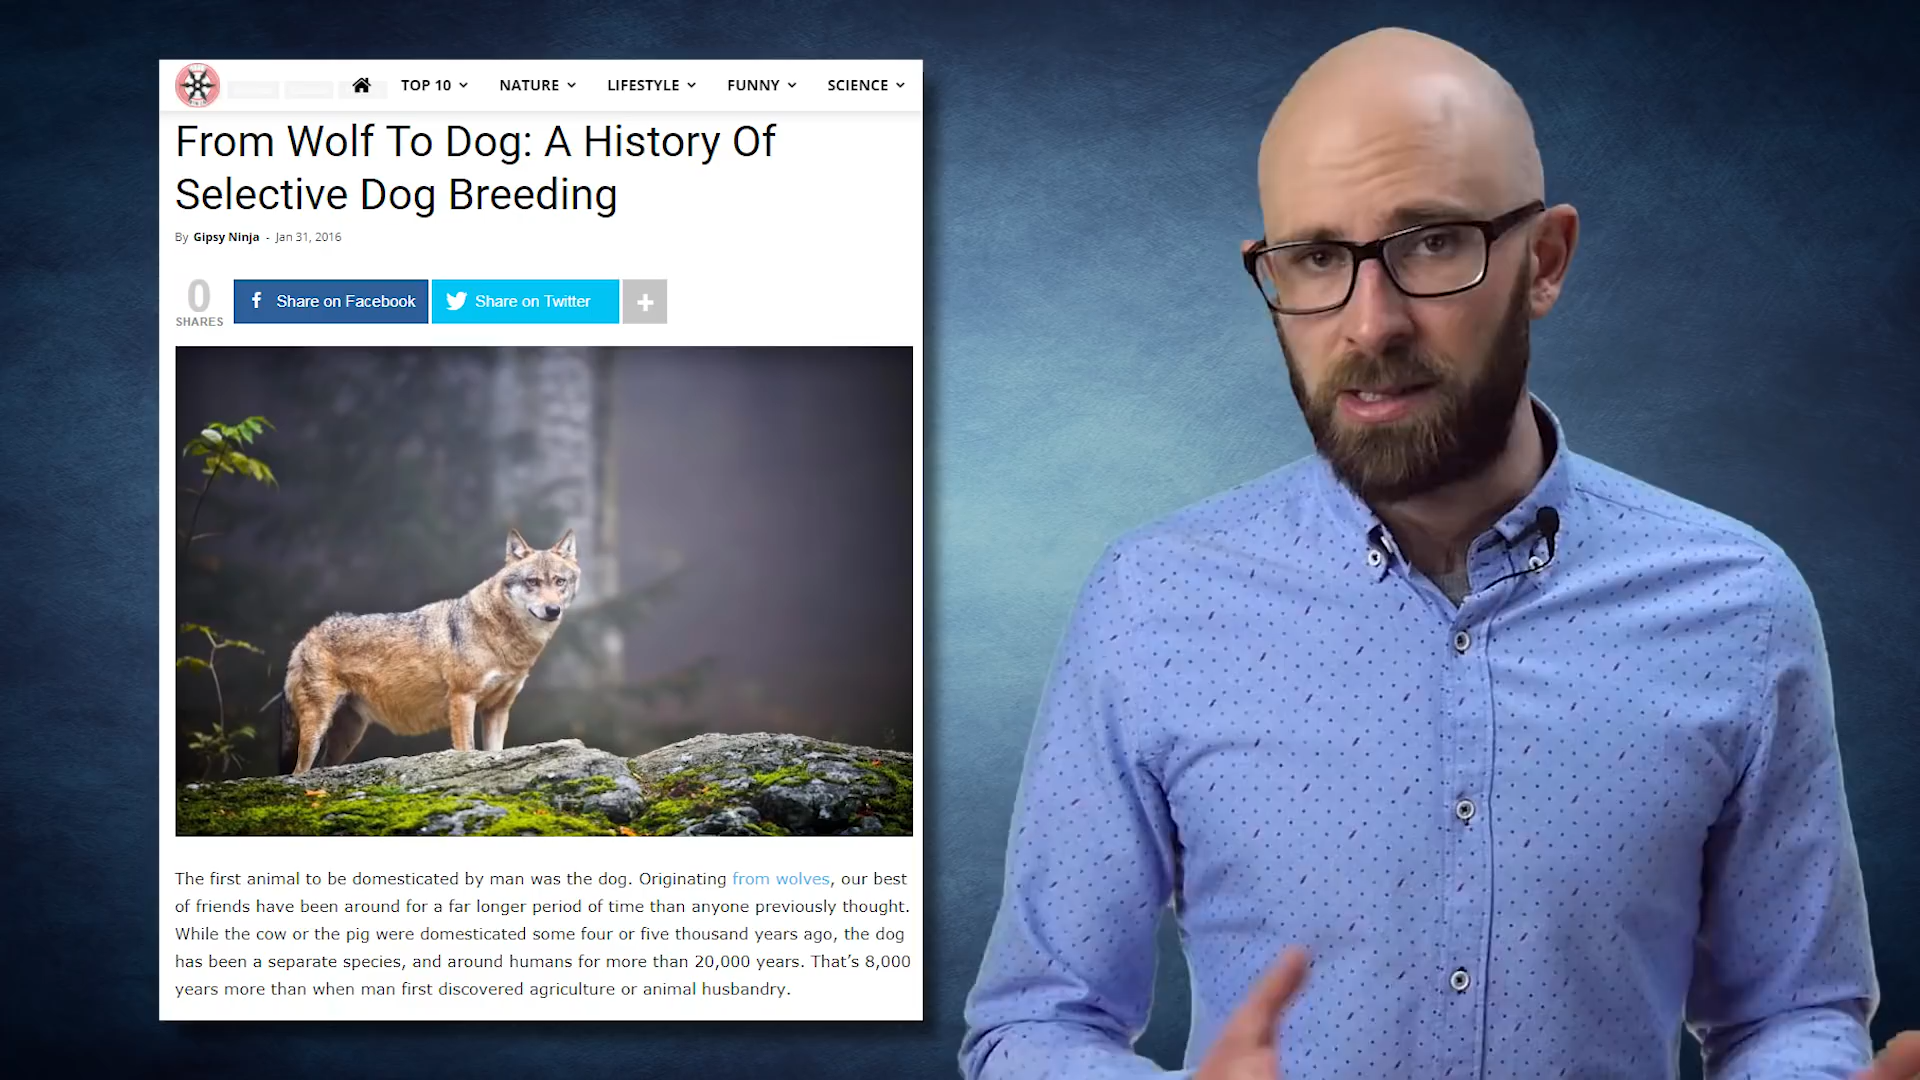 TOP 10 NATURE LIFESTYLE FUNNY SCIENCE
From Wolf To Dog: A History Of
Selective Dog Breeding
By Gipsy Ninja - Jan 31, 2016
0
SHARES
Share on Facebook
Share on Twitter
+
The first animal to be domesticated by man was the dog. Originating from wolves, our best
of friends have been around for a far longer period of time than anyone previously thought.
While the cow or the pig were domesticated some four or five thousand years ago, the dog
has been a separate species, and around humans for more than 20,000 years. That’s 8,000
years more than when man first discovered agriculture or animal husbandry.